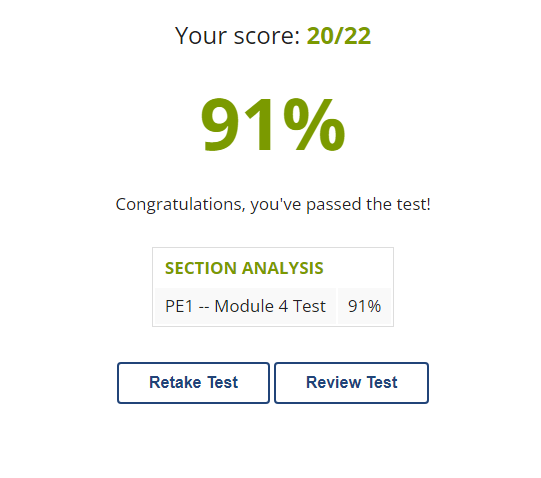 Your score: 20/22
91%
Congratulations, you've passed the test!
SECTION ANALYSIS
PE1 -- Module 4 Test 91%
Retake Test Review Test